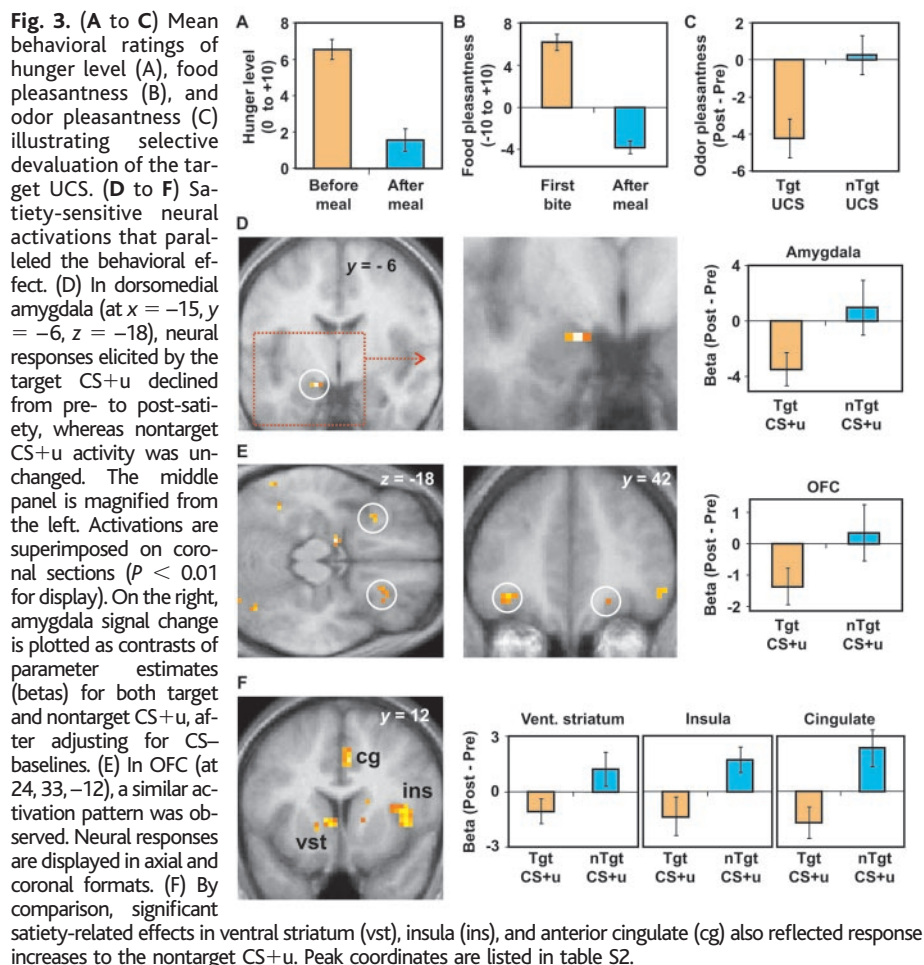 Fig. 3. (A to C) Mean
behavioral ratings of
hunger level (A), food
pleasantness (B), and
odor pleasantness (C)
illustrating selective
devaluation of the tar-
get UCS. (D to F) Sa-
tiety-sensitive neural
activations that paral-
leled the behavioral ef-
fect. (D) In dorsomedial
amygdala (at x = –15, y
= –6, z = –18), neural
responses elicited by the
target CS+u declined
from pre- to post-sati-
ety, whereas nontarget
CS+u activity was un-
changed. The middle
panel is magnified from
the left. Activations are
superimposed on coro-
nal sections (P < 0.01
for display). On the right,
amygdala signal change
is plotted as contrasts of
parameter estimates
(betas) for both target
and nontarget CS+u, af-
ter adjusting for CS–
baselines. (E) In OFC (at
24, 33, –12), a similar ac-
tivation pattern was ob-
served. Neural responses
are displayed in axial and
coronal formats. (F) By
comparison, significant
satiety-related effects in ventral striatum (vst), insula (ins), and anterior cingulate (cg) also reflected response
increases to the nontarget CS+u. Peak coordinates are listed in table S2.
A
Hunger level
(0 to +10)
8
6
4
2
0
Before
meal
After
meal
B
Food pleasantness
(-10 to +10)
8
4
0
-4
First
bite
After
meal
C
Odor pleasantness
(Post - Pre)
2
0
-2
-4
-6
Tgt
UCS
nTgt
UCS
D
y = - 6
Amygdala
Beta (Post - Pre)
4
0
-4
Tgt
CS+u
nTgt
CS+u
E
z = -18
y = 42
OFC
Beta (Post - Pre)
1
0
-1
-2
Tgt
CS+u
nTgt
CS+u
F
y = 12
cg
ins
vst
Beta (Post - Pre)
3
0
-3
Vent. striatum
Insula
Cingulate
Tgt
CS+u
nTgt
CS+u
Tgt
CS+u
nTgt
CS+u
Tgt
CS+u
nTgt
CS+u